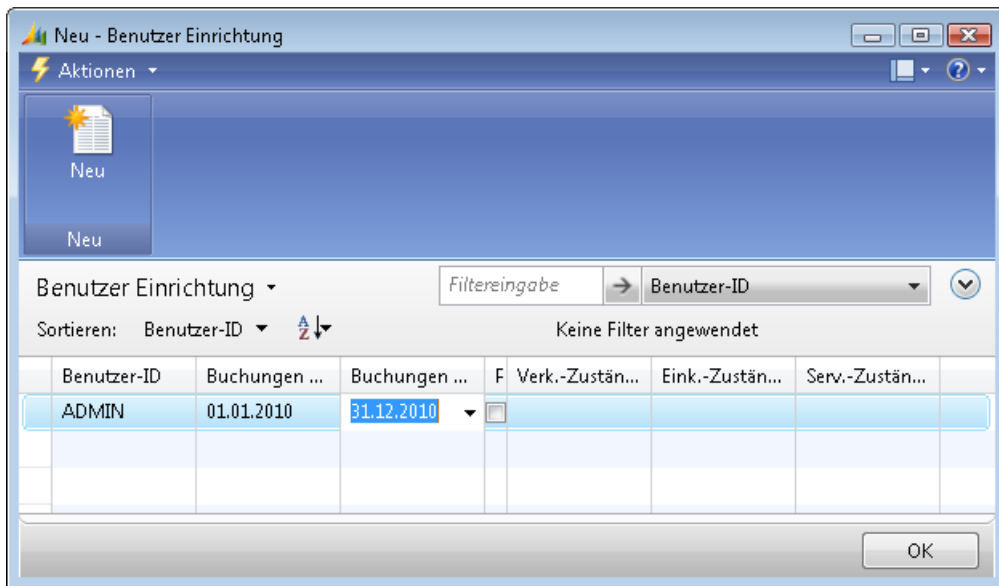 Neu - Benutzer Einrichtung
Aktionen
Neu
Neu
Benutzer Einrichtung
Filtereingabe
Benutzer-ID
Sortieren: Benutzer-ID
A
Z
Keine Filter angewendet
Benutzer-ID Buchungen ... Buchungen ... F Verk.-Zustän... Eink.-Zustän... Serv.-Zustän...
ADMIN 01.01.2010 31.12.2010
OK